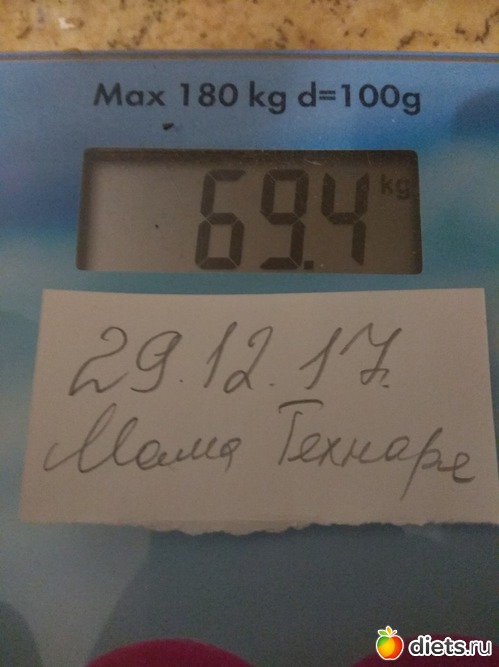 Max 180 kg d=100g
69.4 kg
29.12.17.
Мама Технаре
diets.ru